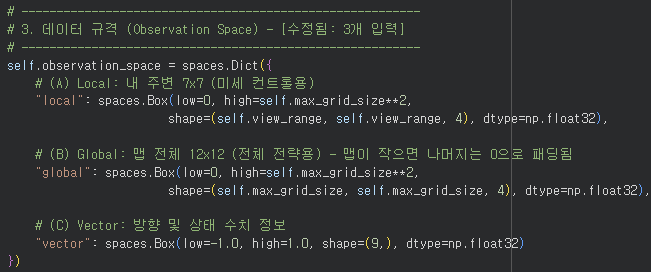 # ---------------------------------------------------
# 3. 데이터 규격 (Observation Space) - [수정됨: 3개 입력]
# ---------------------------------------------------
self.observation_space = spaces.Dict({
    # (A) Local: 내 주변 7x7 (미세 컨트롤용)
    "local": spaces.Box(low=0, high=self.max_grid_size**2,
                        shape=(self.view_range, self.view_range, 4), dtype=np.float32),

    # (B) Global: 맵 전체 12x12 (전체 전략용) - 맵이 작으면 나머지는 0으로 패딩됨
    "global": spaces.Box(low=0, high=self.max_grid_size**2,
                        shape=(self.max_grid_size, self.max_grid_size, 4), dtype=np.float32),

    # (C) Vector: 방향 및 상태 수치 정보
    "vector": spaces.Box(low=-1.0, high=1.0, shape=(9,), dtype=np.float32)
})